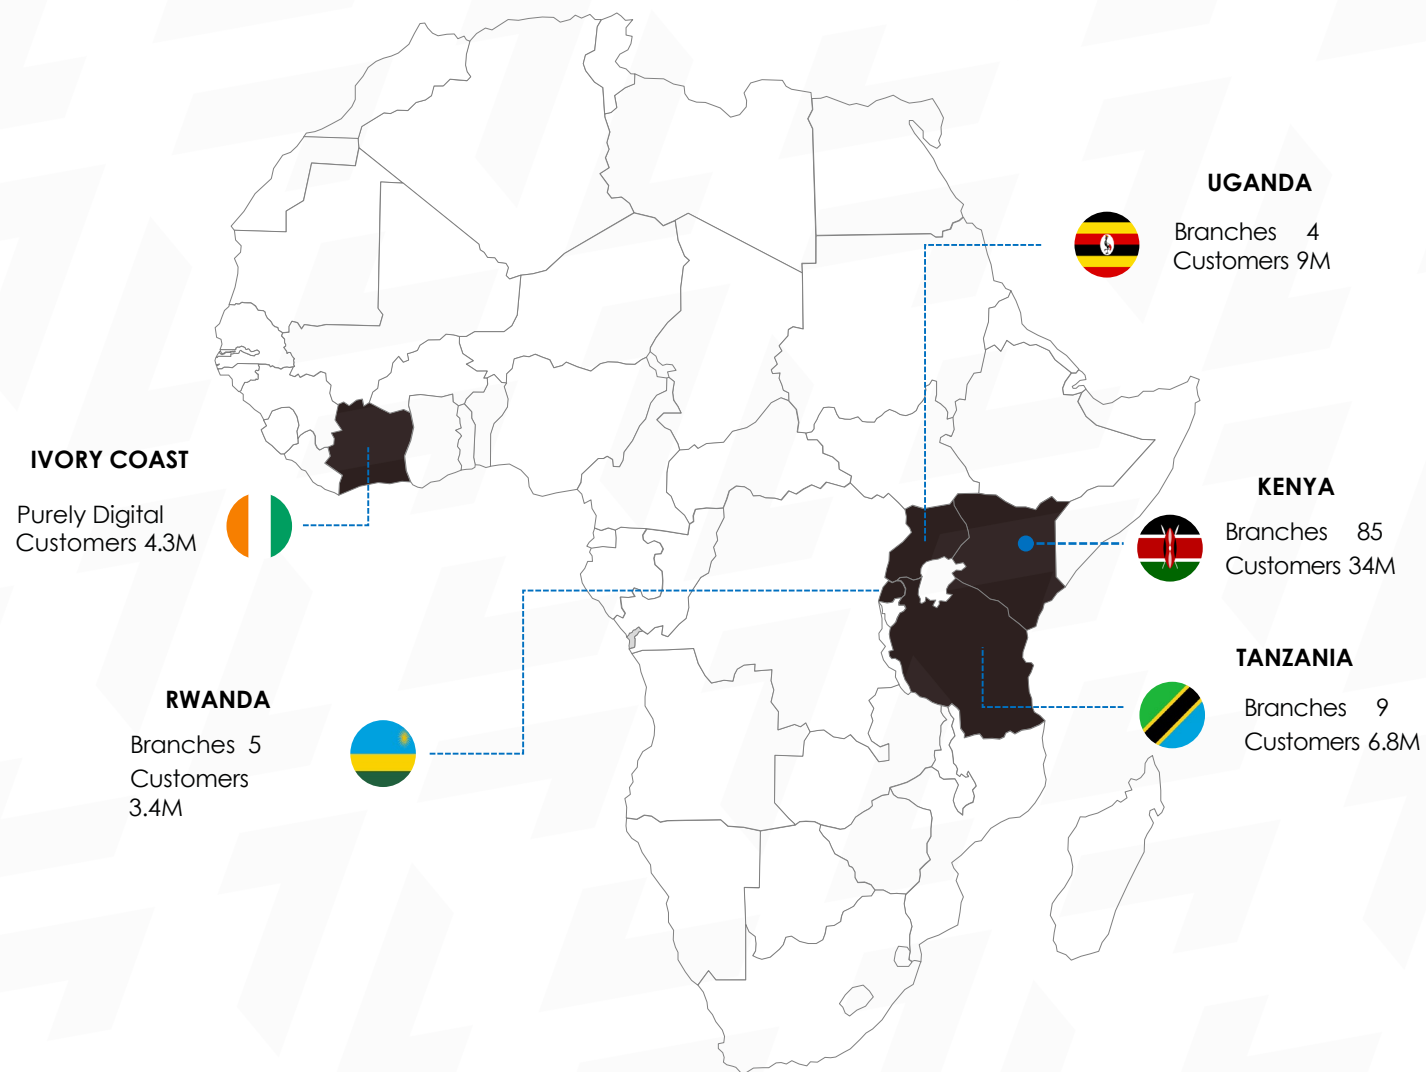 UGANDA
Branches 4
Customers 9M
IVORY COAST
Purely Digital
Customers 4.3M
KENYA
Branches 85
Customers 34M
TANZANIA
Branches 9
Customers 6.8M
RWANDA
Branches 5
Customers
3.4M